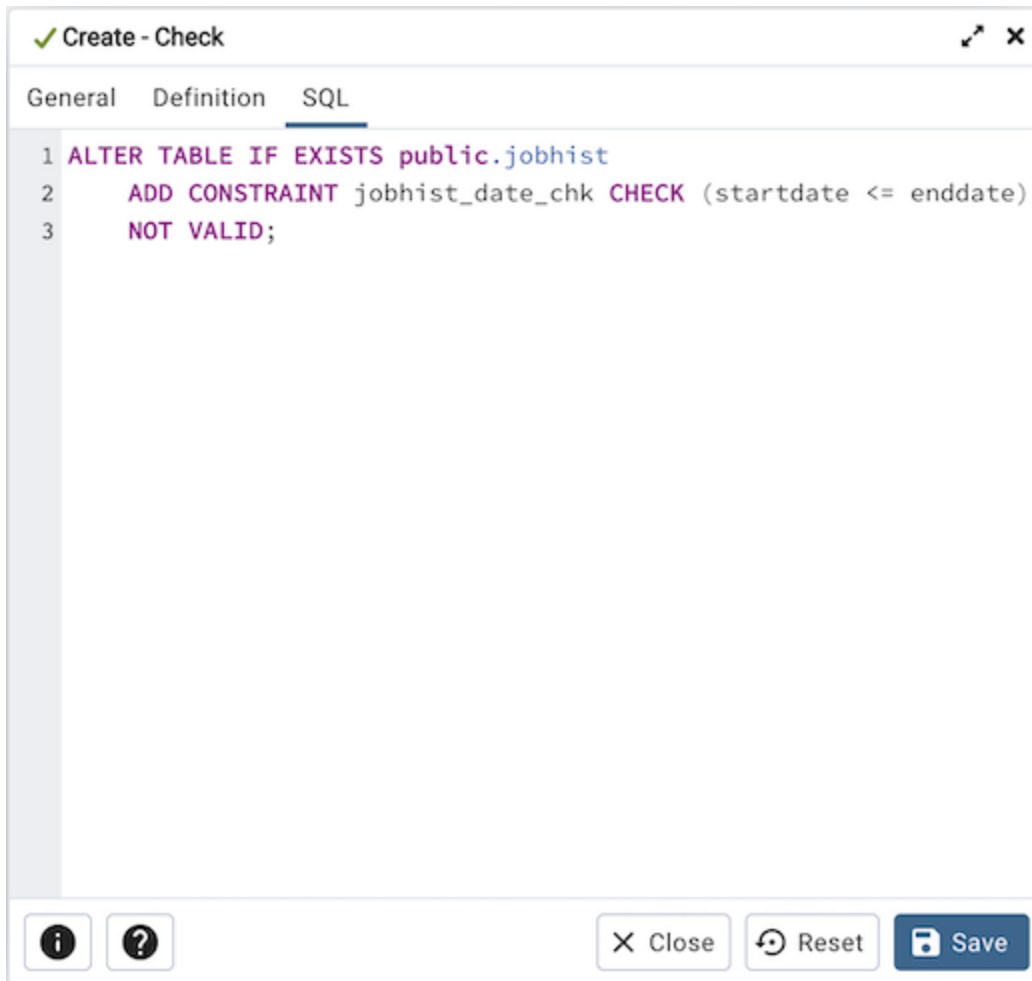 Create - Check
General Definition SQL
1 ALTER TABLE IF EXISTS public.jobhist
2 ADD CONSTRAINT jobhist_date_chk CHECK (startdate <= enddate)
3 NOT VALID;
Close Reset Save